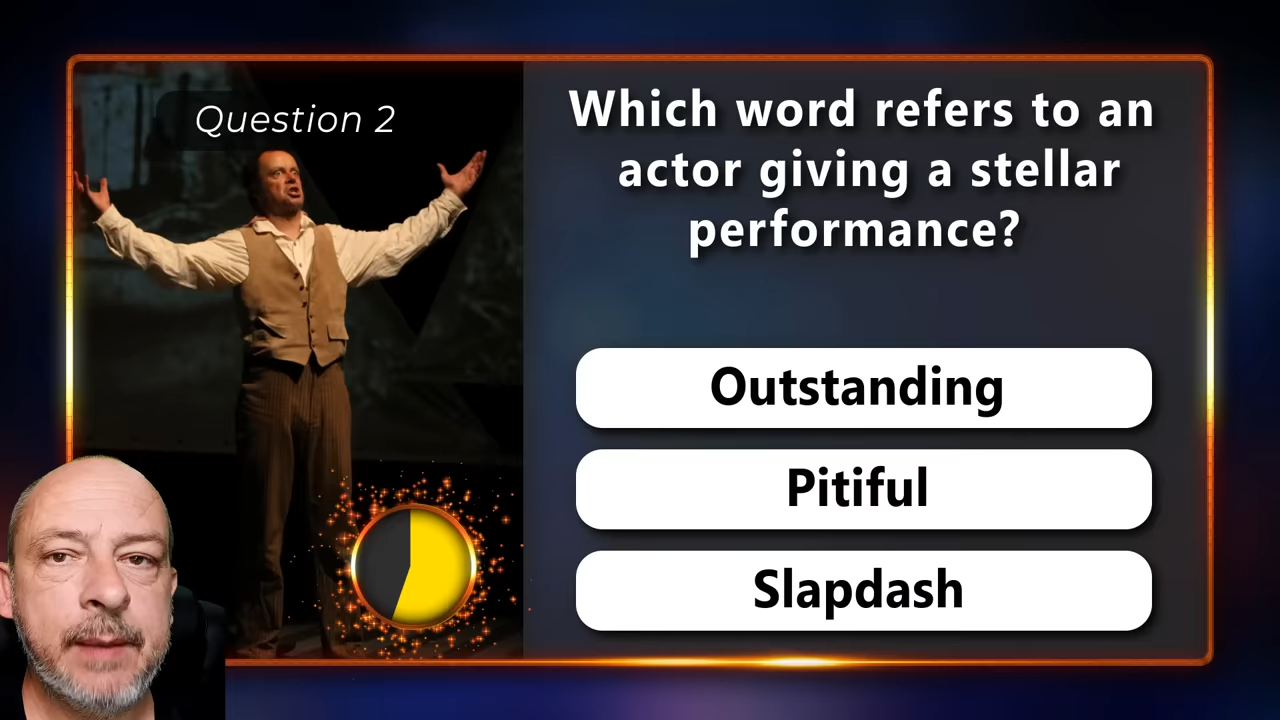 Question 2
Which word refers to an
actor giving a stellar
performance?
Outstanding
Pitiful
Slapdash